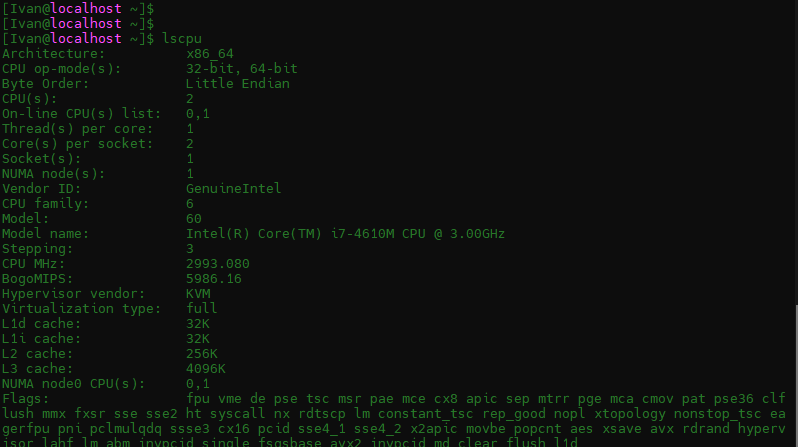 [Ivan@localhost ~]$
[Ivan@localhost ~]$
[Ivan@localhost ~]$ lscpu
Architecture: x86_64
CPU op-mode(s): 32-bit, 64-bit
Byte Order: Little Endian
CPU(s): 2
On-line CPU(s) list: 0,1
Thread(s) per core: 1
Core(s) per socket: 2
Socket(s): 1
NUMA node(s): 1
Vendor ID: GenuineIntel
CPU family: 6
Model: 60
Model name: Intel(R) Core(TM) i7-4610M CPU @ 3.00GHz
Stepping: 3
CPU MHz: 2993.080
BogoMIPS: 5986.16
Hypervisor vendor: KVM
Virtualization type: full
L1d cache: 32K
L1i cache: 32K
L2 cache: 256K
L3 cache: 4096K
NUMA node0 CPU(s): 0,1
Flags: fpu vme de pse tsc msr pae mce cx8 apic sep mtrr pge mca cmov pat pse36 clf
lush mmx fxsr sse sse2 ht syscall nx rdtscp lm constant_tsc rep_good nopl xtopology nonstop_tsc ea
gerfpu pni pclmulqdq ssse3 cx16 pcid sse4_1 sse4_2 x2apic movbe popcnt aes xsave avx rdrand hyperv
isor lahf_lm abm invpcid_single fsgsbase avx2 invpcid md_clear flush_l1d